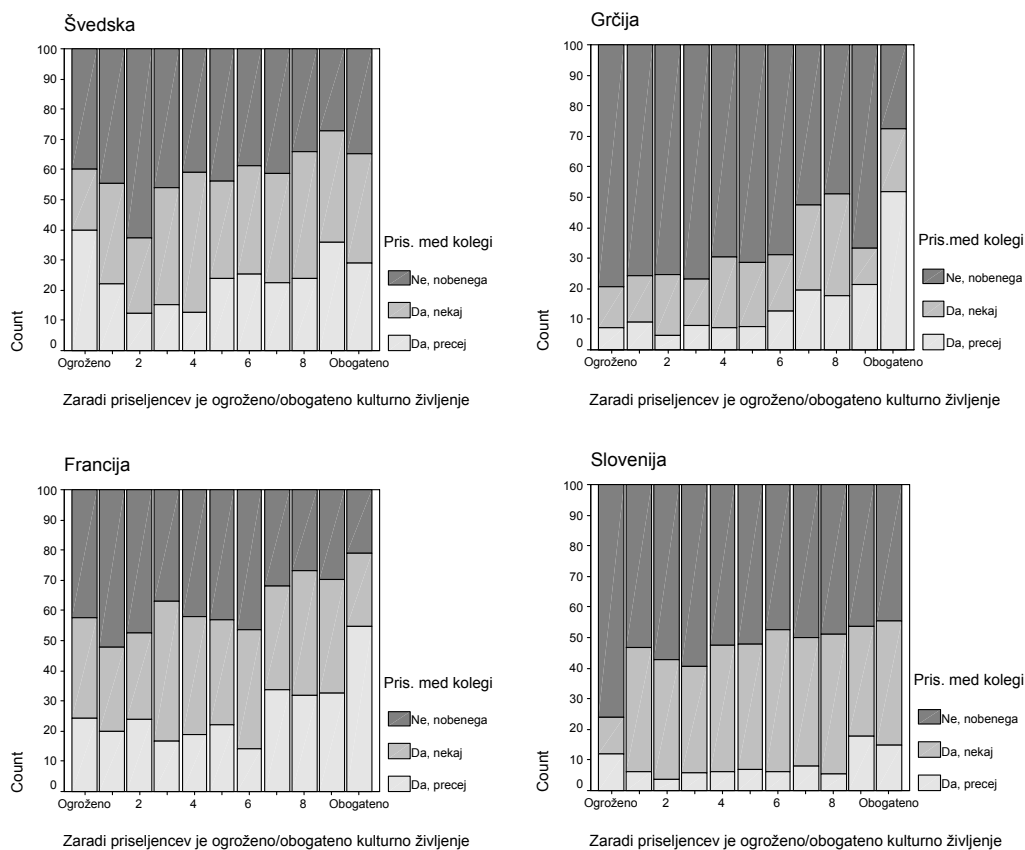 Švedska
100
90
80
70
60
50
40
30
20
10
0
Count
Ogroženo 2 4 6 8 Obogateno
Zaradi priseljencev je ogroženo/obogateno kulturno življenje
Pris. med kolegi
Ne, nobenega
Da, nekaj
Da, precej
Grčija
100
90
80
70
60
50
40
30
20
10
0
Count
Ogroženo 2 4 6 8 Obogateno
Zaradi priseljencev je ogroženo/obogateno kulturno življenje
Pris.med kolegi
Ne, nobenega
Da, nekaj
Da, precej
Francija
100
90
80
70
60
50
40
30
20
10
0
Count
Ogroženo 2 4 6 8 Obogateno
Zaradi priseljencev je ogroženo/obogateno kulturno življenje
Pris. med kolegi
Ne, nobenega
Da, nekaj
Da, precej
Slovenija
100
90
80
70
60
50
40
30
20
10
0
Count
Ogroženo 2 4 6 8 Obogateno
Zaradi priseljencev je ogroženo/obogateno kulturno življenje
Pris. med kolegi
Ne, nobenega
Da, nekaj
Da, precej